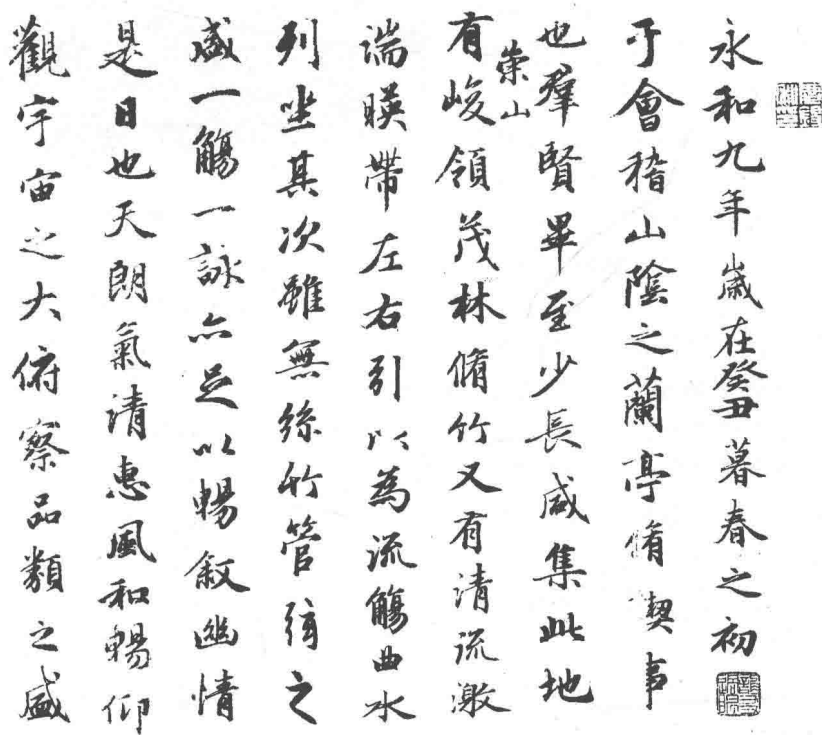 永和九年歲在癸丑暮春之初
于會稽山陰之蘭亭脩禊事
也羣賢畢至少長咸集此地
有崇山峻領茂林脩竹又有清流激
湍暎帶左右引以為流觴曲水
列坐其次雖無絲竹管弦之
盛一觴一詠亦足以暢敘幽情
是日也天朗氣清惠風和暢仰
觀宇宙之大俯察品類之盛